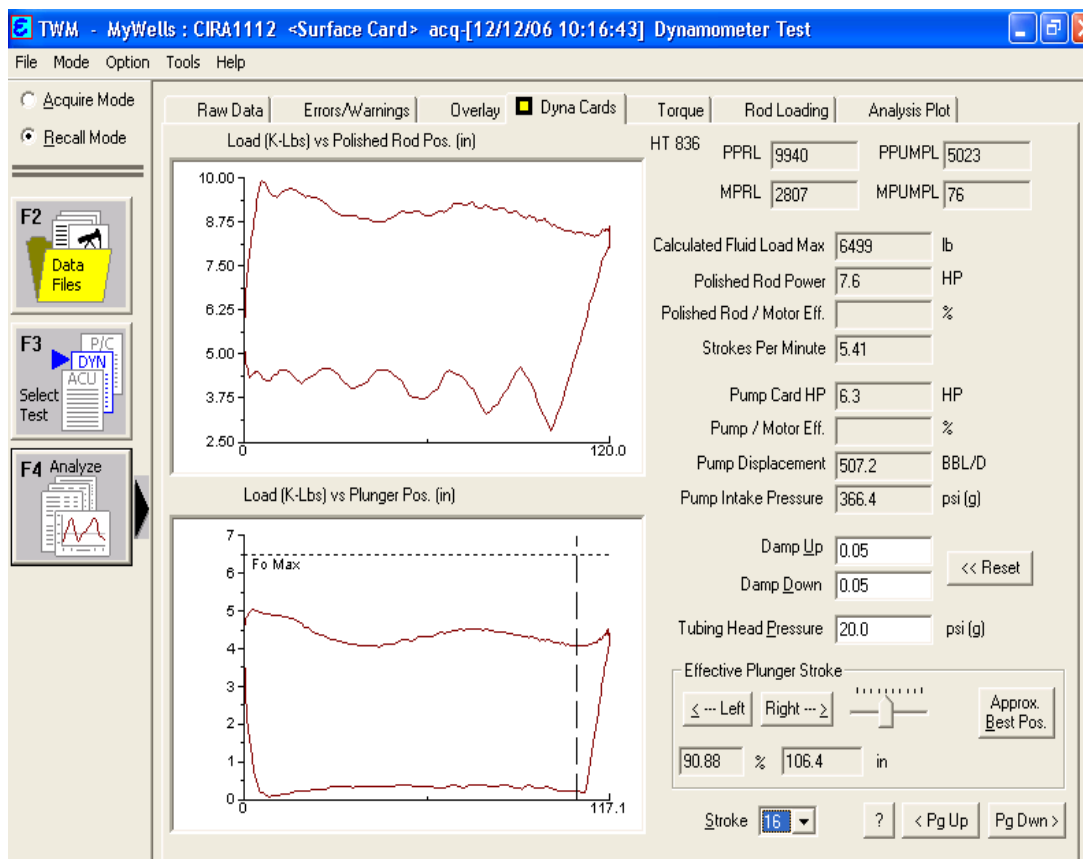 TWM - MyWells : CIRA1112 <Surface Card> acq-[12/12/06 10:16:43] Dynamometer Test
File Mode Option Tools Help
Acquire Mode
Recall Mode
F2
Data
Files
F3
P/C
DYN
ACU
Select
Test
F4 Analyze
Raw Data Errors/Warnings Overlay Dyna Cards Torque Rod Loading Analysis Plot
Load (K-Lbs) vs Polished Rod Pos. (in)
10.00
8.75
7.50
6.25
5.00
3.75
2.50
0 120.0
Load (K-Lbs) vs Plunger Pos. (in)
7
Fo Max
6
5
4
3
2
1
0
0 117.1
HT 836 PPRL 9940 PPUMPL 5023
MPRL 2807 MPUMPL 76
Calculated Fluid Load Max 6499 lb
Polished Rod Power 7.6 HP
Polished Rod / Motor Eff. %
Strokes Per Minute 5.41
Pump Card HP 6.3 HP
Pump / Motor Eff. %
Pump Displacement 507.2 BBL/D
Pump Intake Pressure 366.4 psi (g)
Damp Up 0.05
Damp Down 0.05
<< Reset
Tubing Head Pressure 20.0 psi (g)
Effective Plunger Stroke
< --- Left Right --- >
Approx.
Best Pos.
90.88 % 106.4 in
Stroke 16 ? < Pg Up Pg Dwn >